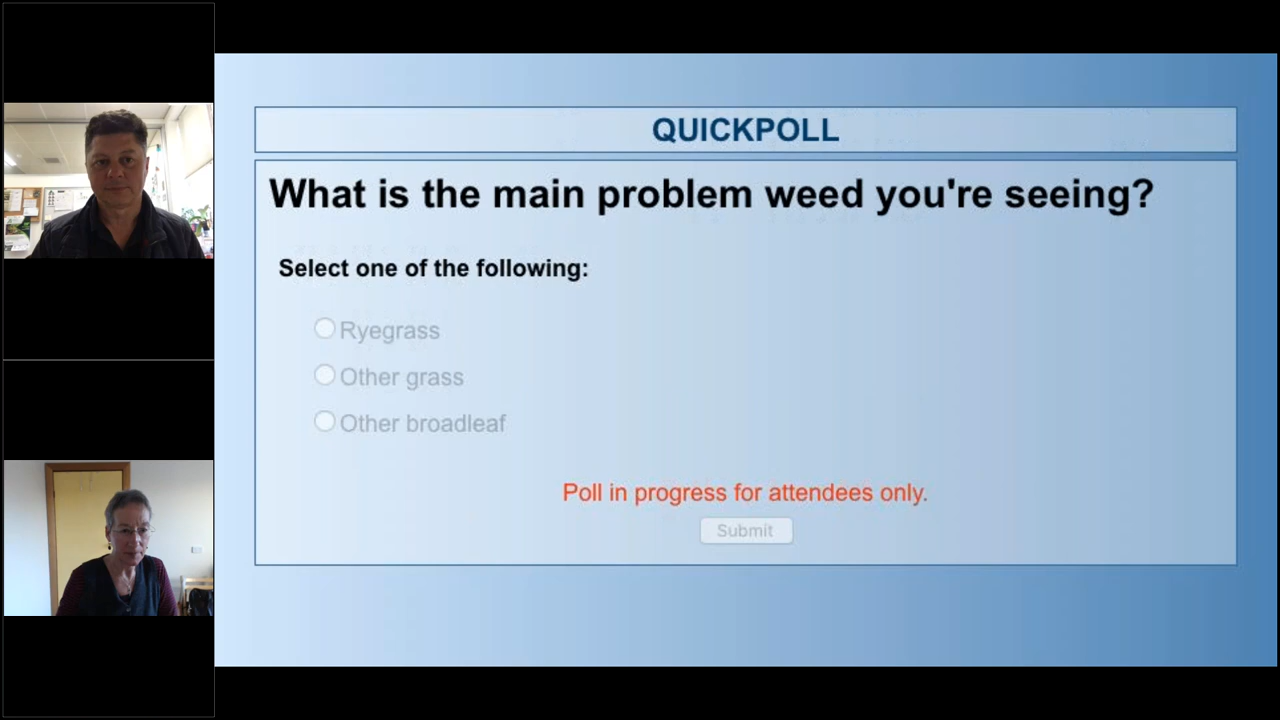 QUICKPOLL
What is the main problem weed you're seeing?
Select one of the following:
Ryegrass
Other grass
Other broadleaf
Poll in progress for attendees only.
Submit